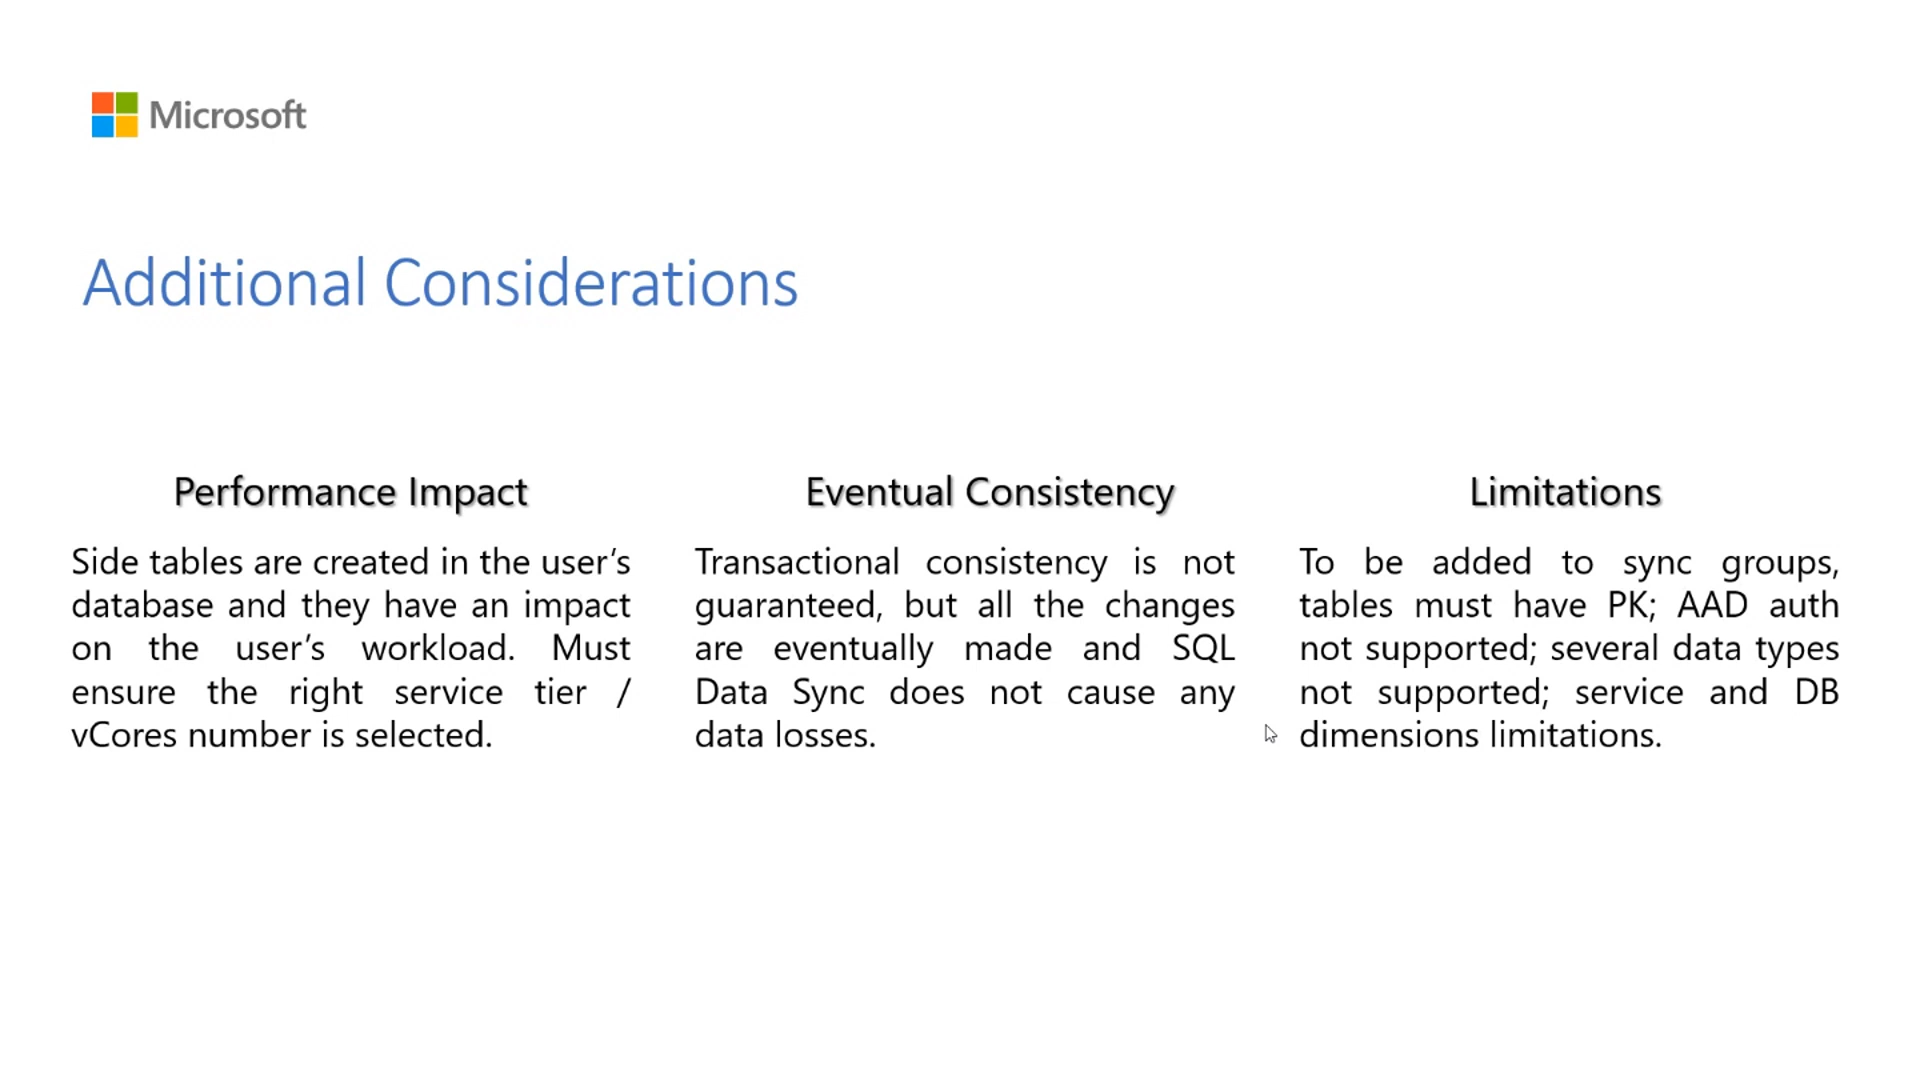 Microsoft
Additional Considerations
Performance Impact
Side tables are created in the user’s
database and they have an impact
on the user’s workload. Must
ensure the right service tier /
vCores number is selected.
Eventual Consistency
Transactional consistency is not
guaranteed, but all the changes
are eventually made and SQL
Data Sync does not cause any
data losses.
Limitations
To be added to sync groups,
tables must have PK; AAD auth
not supported; several data types
not supported; service and DB
dimensions limitations.